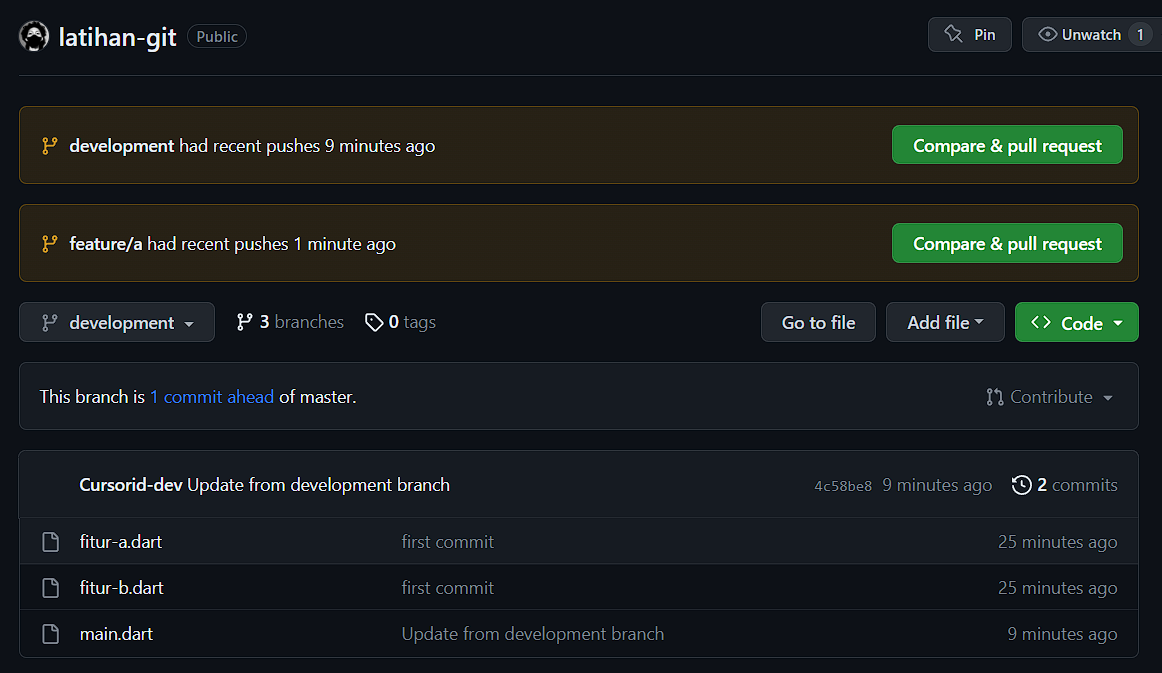 latihan-git Public Pin Unwatch 1
development had recent pushes 9 minutes ago Compare & pull request
feature/a had recent pushes 1 minute ago Compare & pull request
development 3 branches 0 tags Go to file Add file Code
This branch is 1 commit ahead of master. Contribute
Cursorid-dev Update from development branch 4c58be8 9 minutes ago 2 commits
fitur-a.dart first commit 25 minutes ago
fitur-b.dart first commit 25 minutes ago
main.dart Update from development branch 9 minutes ago